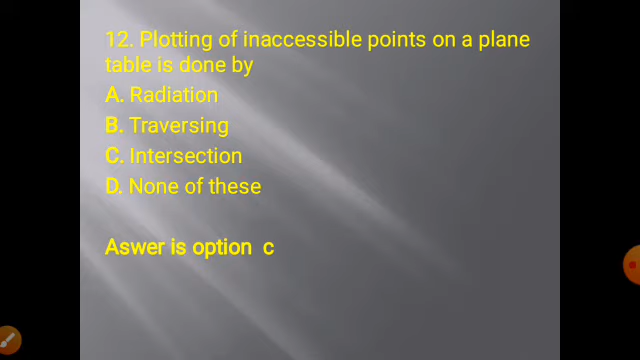 12. Plotting of inaccessible points on a plane
table is done by
A. Radiation
B. Traversing
C. Intersection
D. None of these
Aswer is option  c